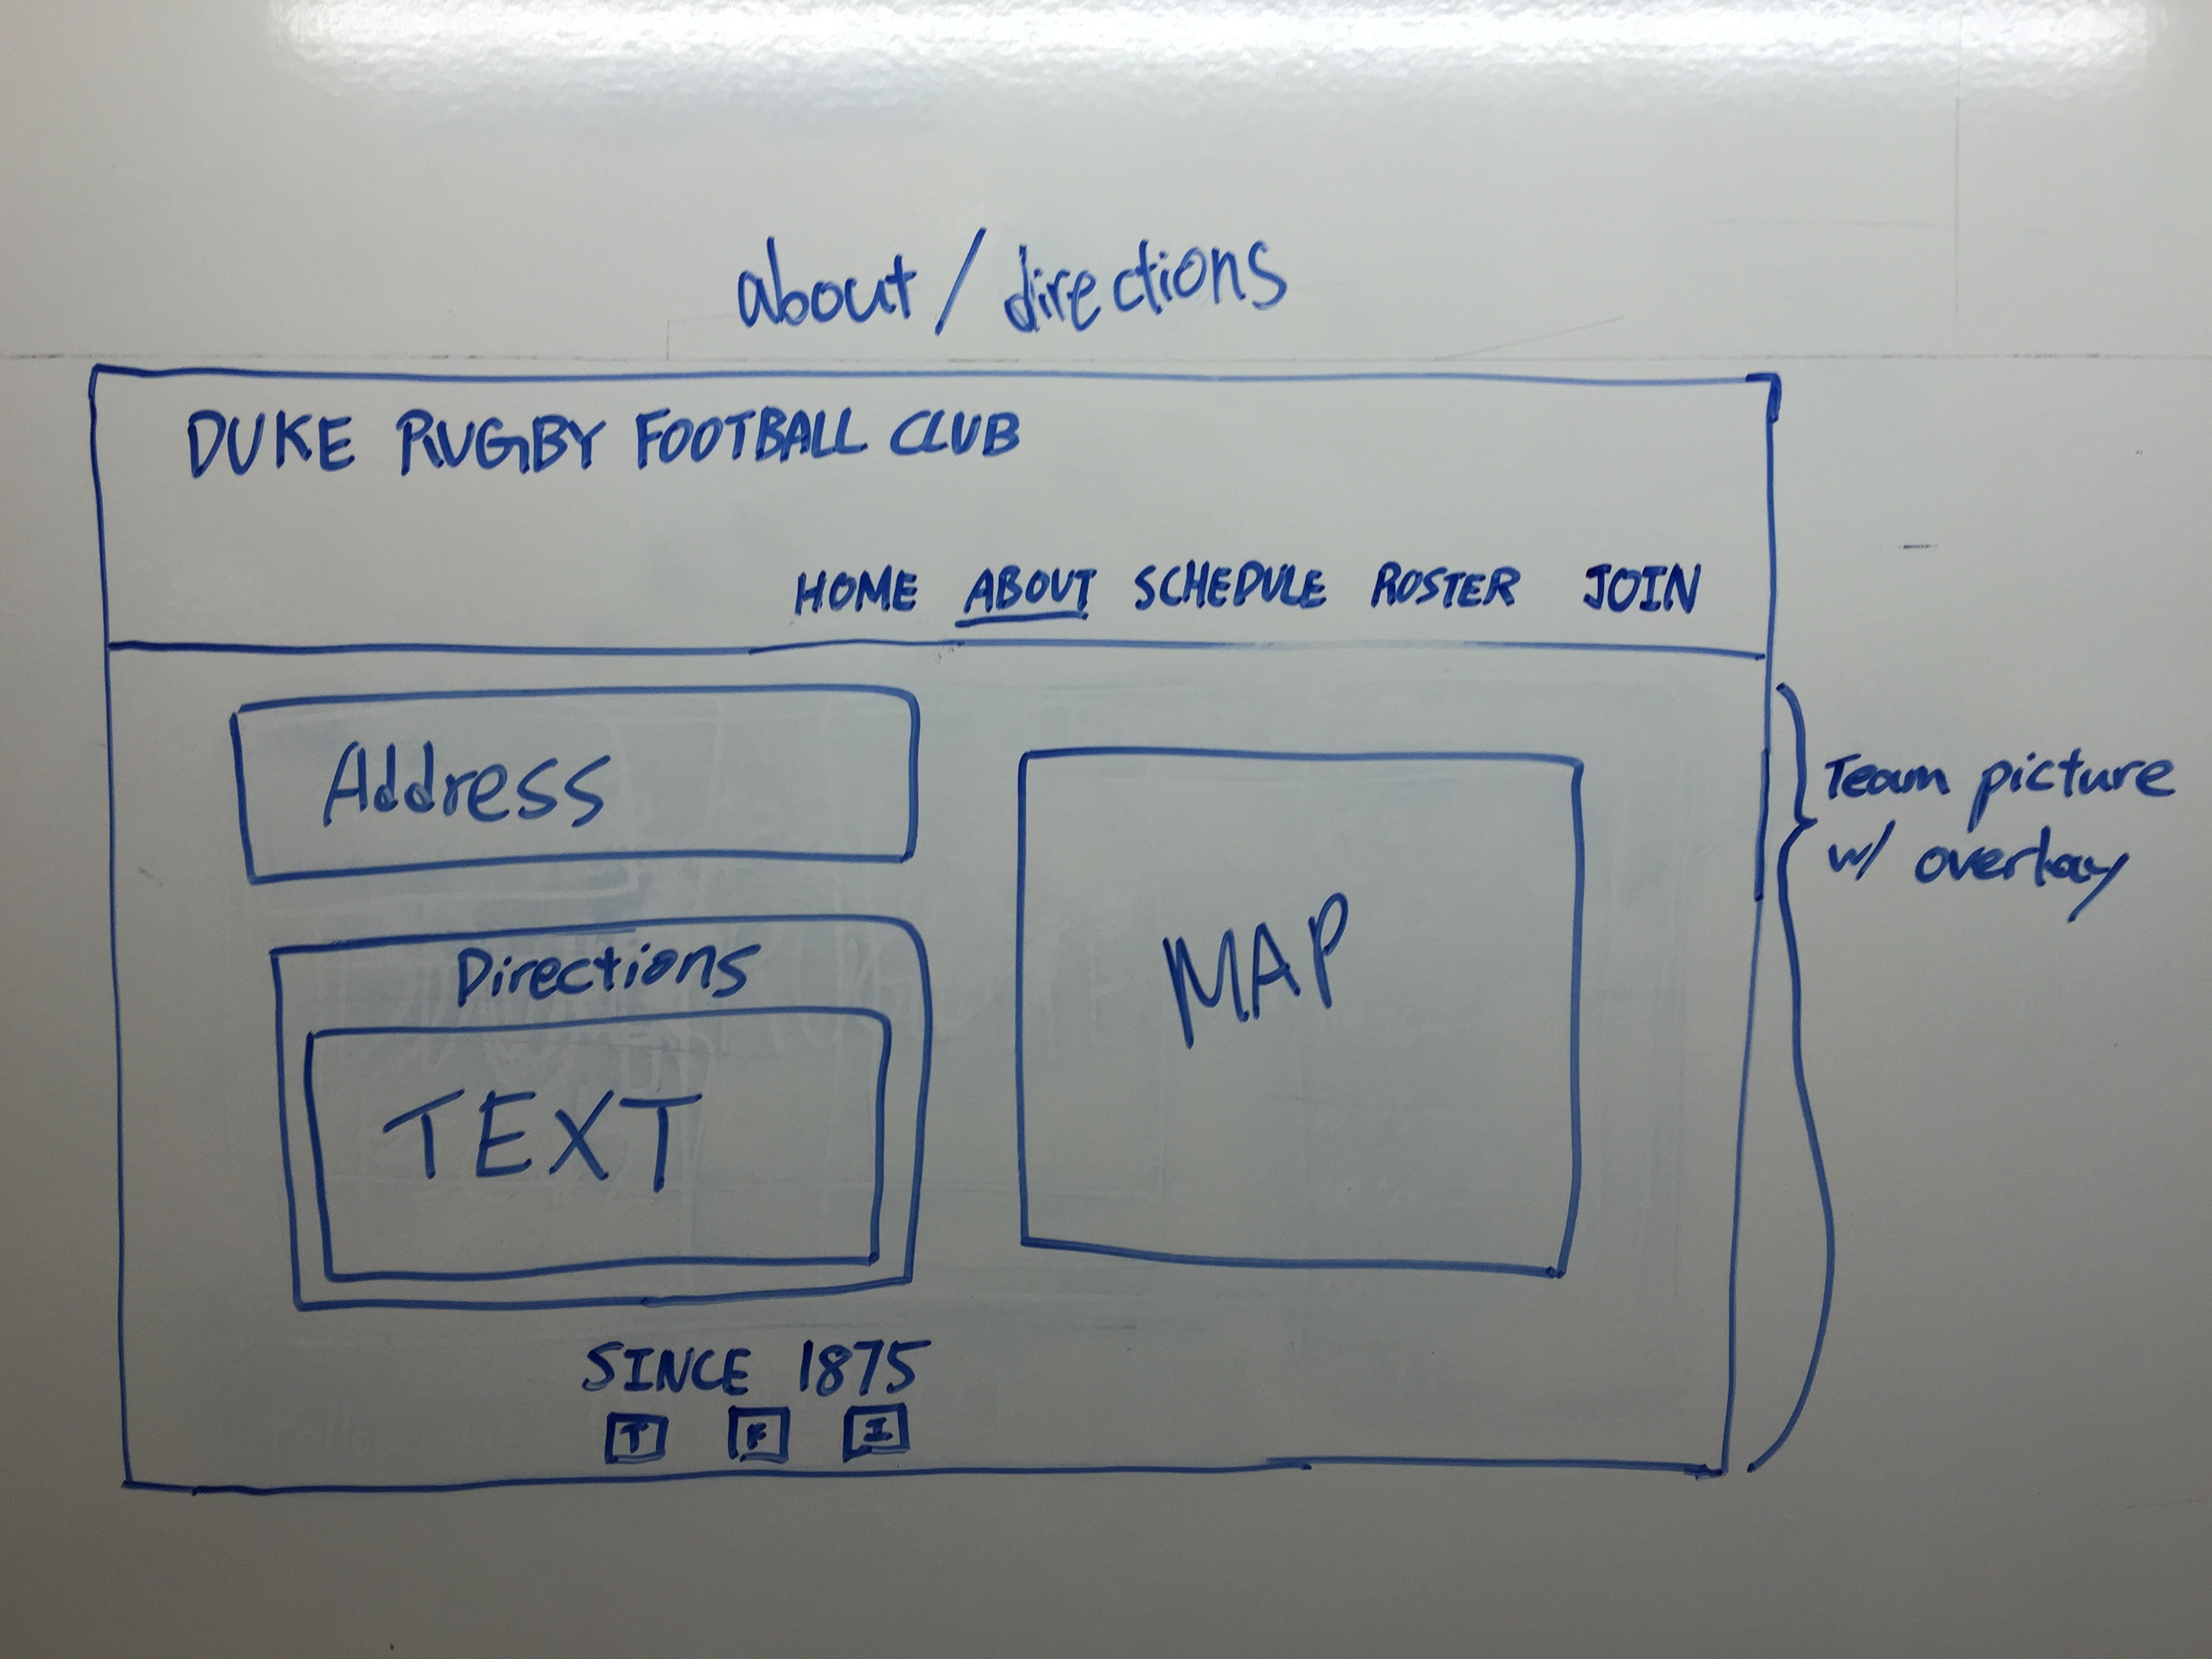 about / directions
DUKE RUGBY FOOTBALL CLUB
HOME ABOUT SCHEDULE ROSTER JOIN
Address
Directions
TEXT
MAP
Team picture
w/ overlay
SINCE 1875
T F I